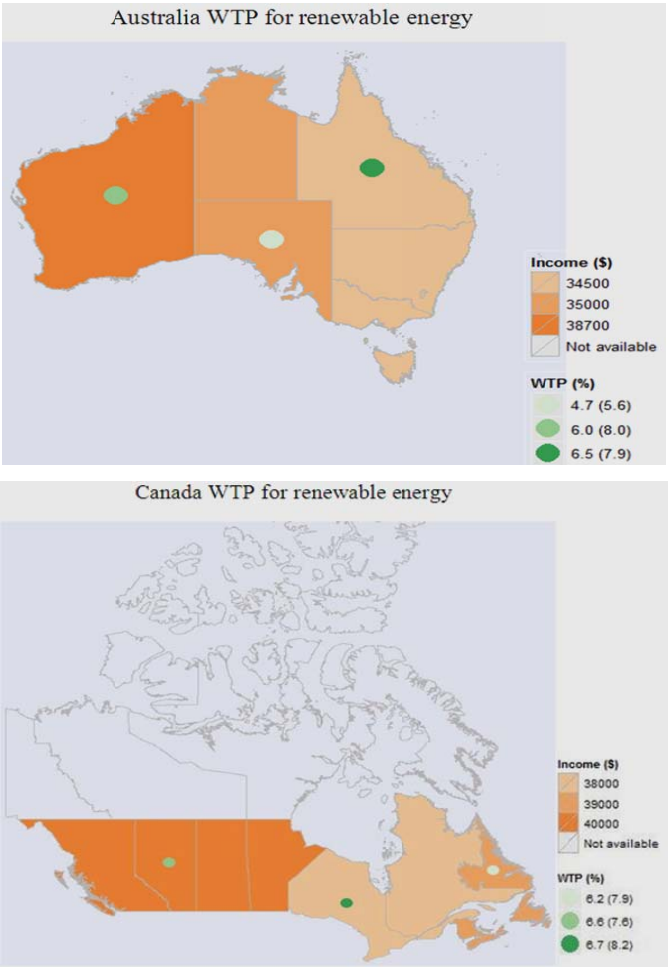 Australia WTP for renewable energy
Income ($)
34500
35000
38700
Not available
WTP (%)
4.7 (5.6)
6.0 (8.0)
6.5 (7.9)
Canada WTP for renewable energy
Income ($)
38000
39000
40000
Not available
WTP (%)
6.2 (7.9)
6.6 (7.6)
6.7 (8.2)